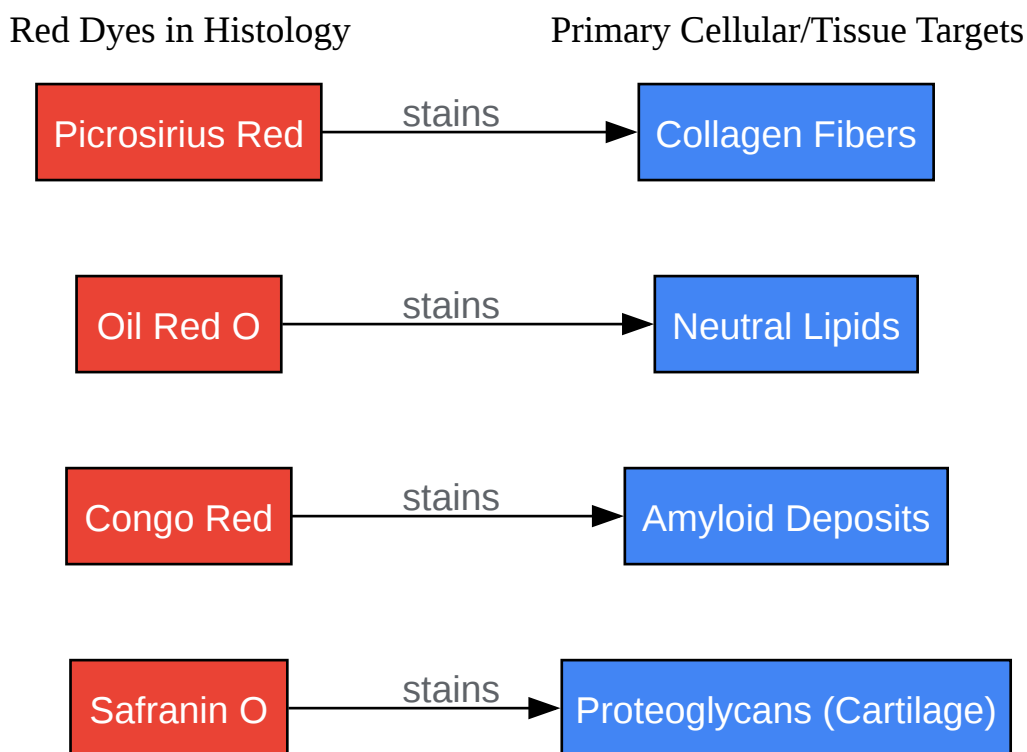 Red Dyes in Histology
Primary Cellular/Tissue Targets
Picrosirius Red
stains
Collagen Fibers
Oil Red O
stains
Neutral Lipids
Congo Red
stains
Amyloid Deposits
Safranin O
stains
Proteoglycans (Cartilage)